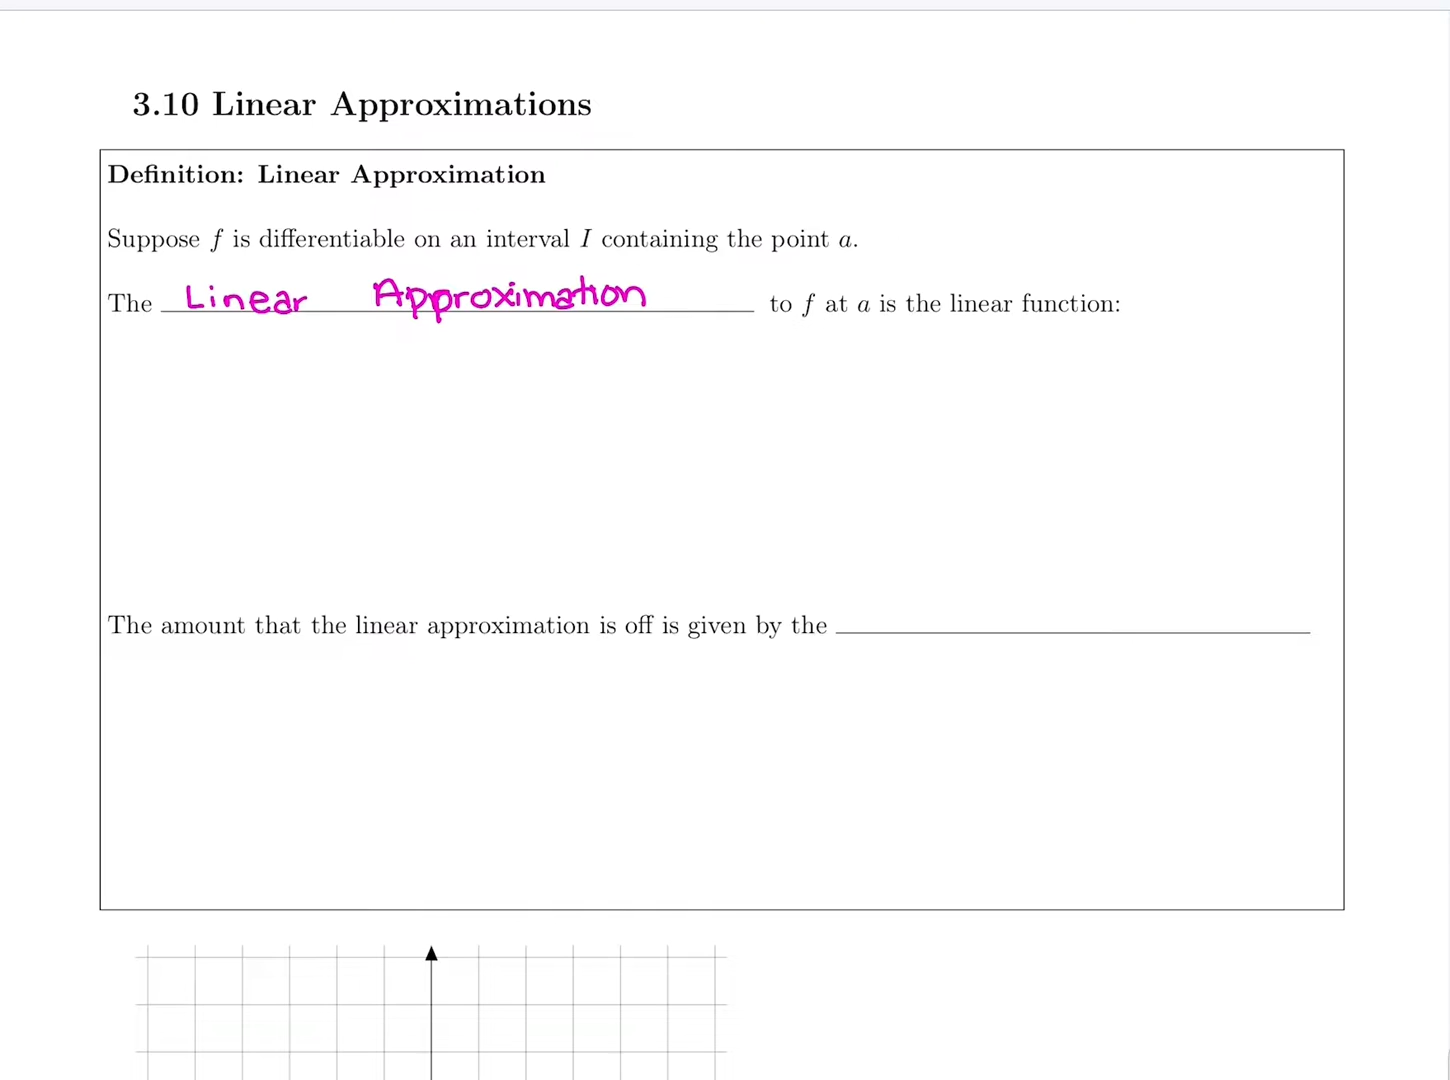 3.10 Linear Approximations
Definition: Linear Approximation
Suppose f is differentiable on an interval I containing the point a.
The Linear Approximation to f at a is the linear function:
The amount that the linear approximation is off is given by the